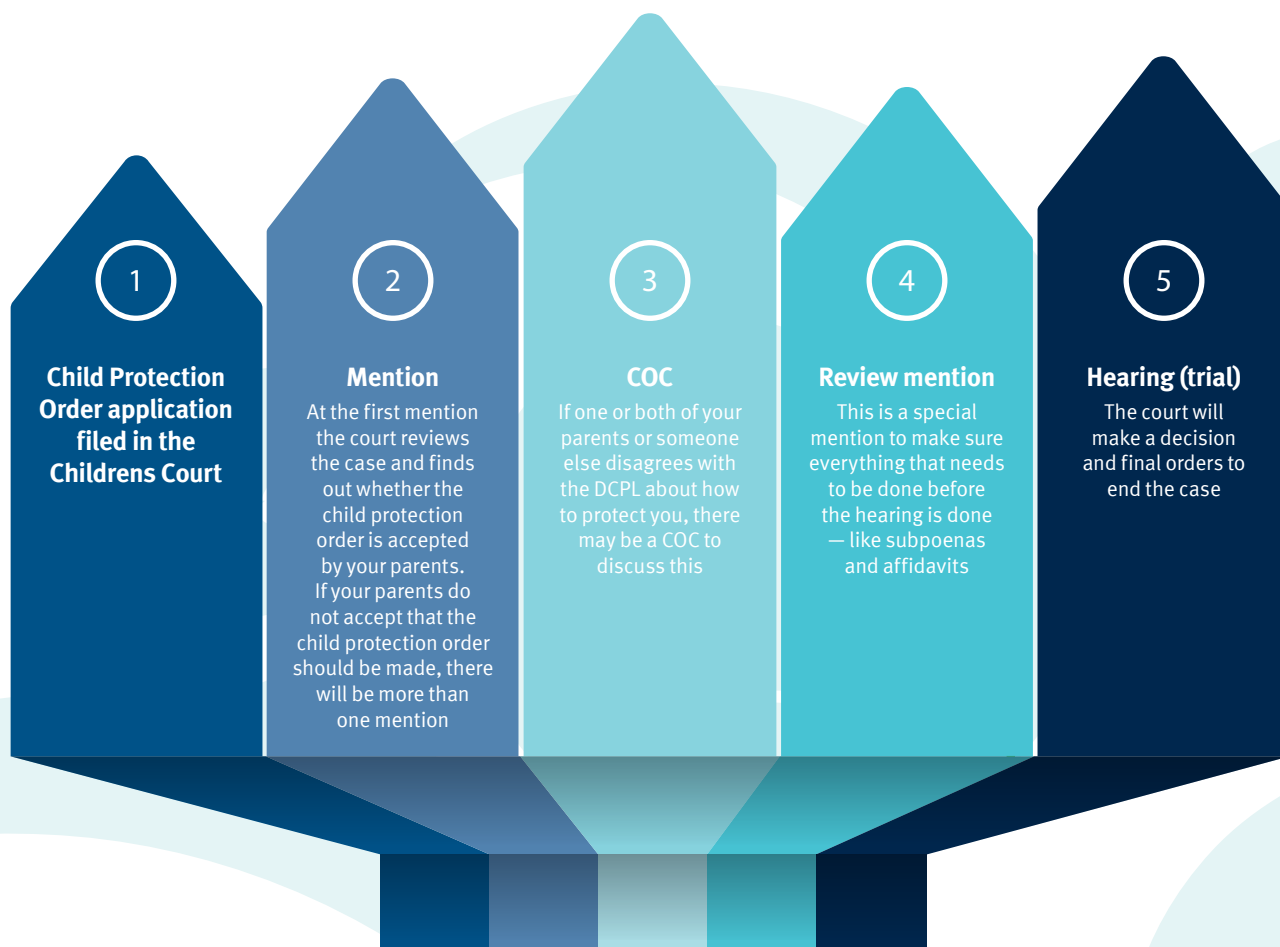 1
Child Protection
Order application
filed in the
Childrens Court
2
Mention
At the first mention
the court reviews
the case and finds
out whether the
child protection
order is accepted
by your parents.
If your parents do
not accept that the
child protection order
should be made, there
will be more than
one mention
3
COC
If one or both of your
parents or someone
else disagrees with
the DCPL about how
to protect you, there
may be a COC to
discuss this
4
Review mention
This is a special
mention to make sure
everything that needs
to be done before
the hearing is done
— like subpoenas
and affidavits
5
Hearing (trial)
The court will
make a decision
and final orders to
end the case